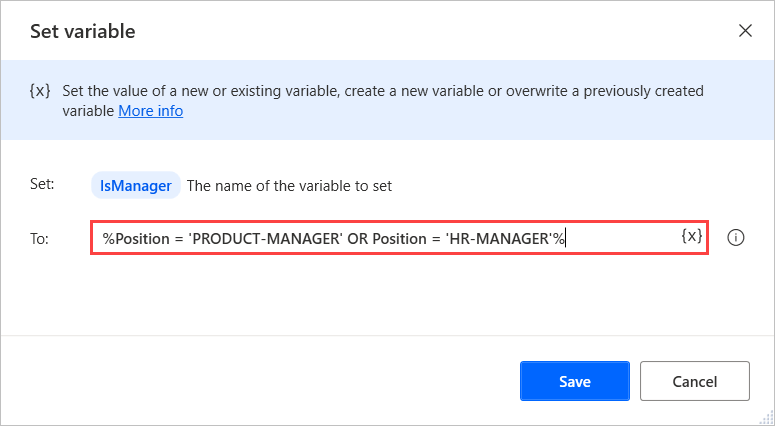 Set variable
{x} Set the value of a new or existing variable, create a new variable or overwrite a previously created
variable More info
Set: IsManager The name of the variable to set
To: %Position = 'PRODUCT-MANAGER' OR Position = 'HR-MANAGER'% {x}
Save Cancel